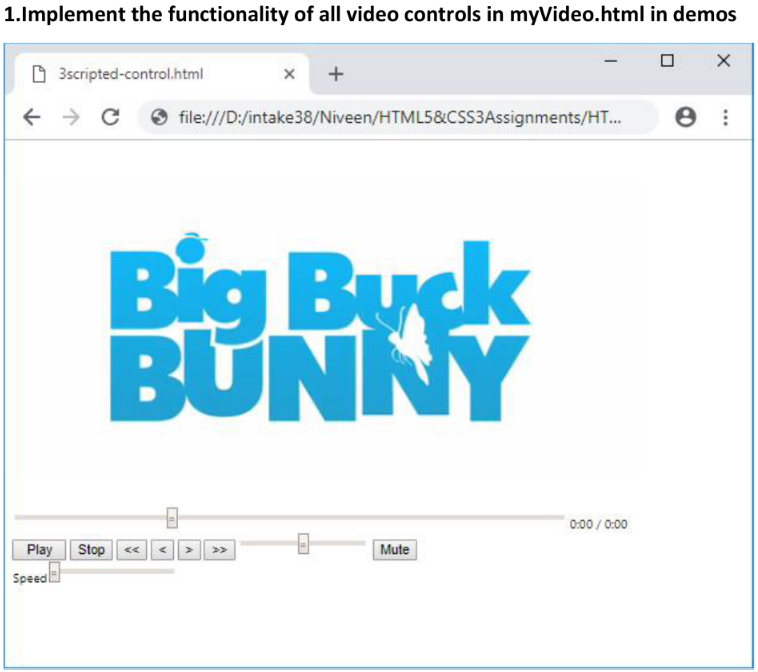 1.Implement the functionality of all video controls in myVideo.html in demos
3scripted-control.html
file:///D:/intake38/Niveen/HTML5&CSS3Assignments/HT...
Big Buck
BUNNY
0:00 / 0:00
Play Stop << < > >> Mute
Speed